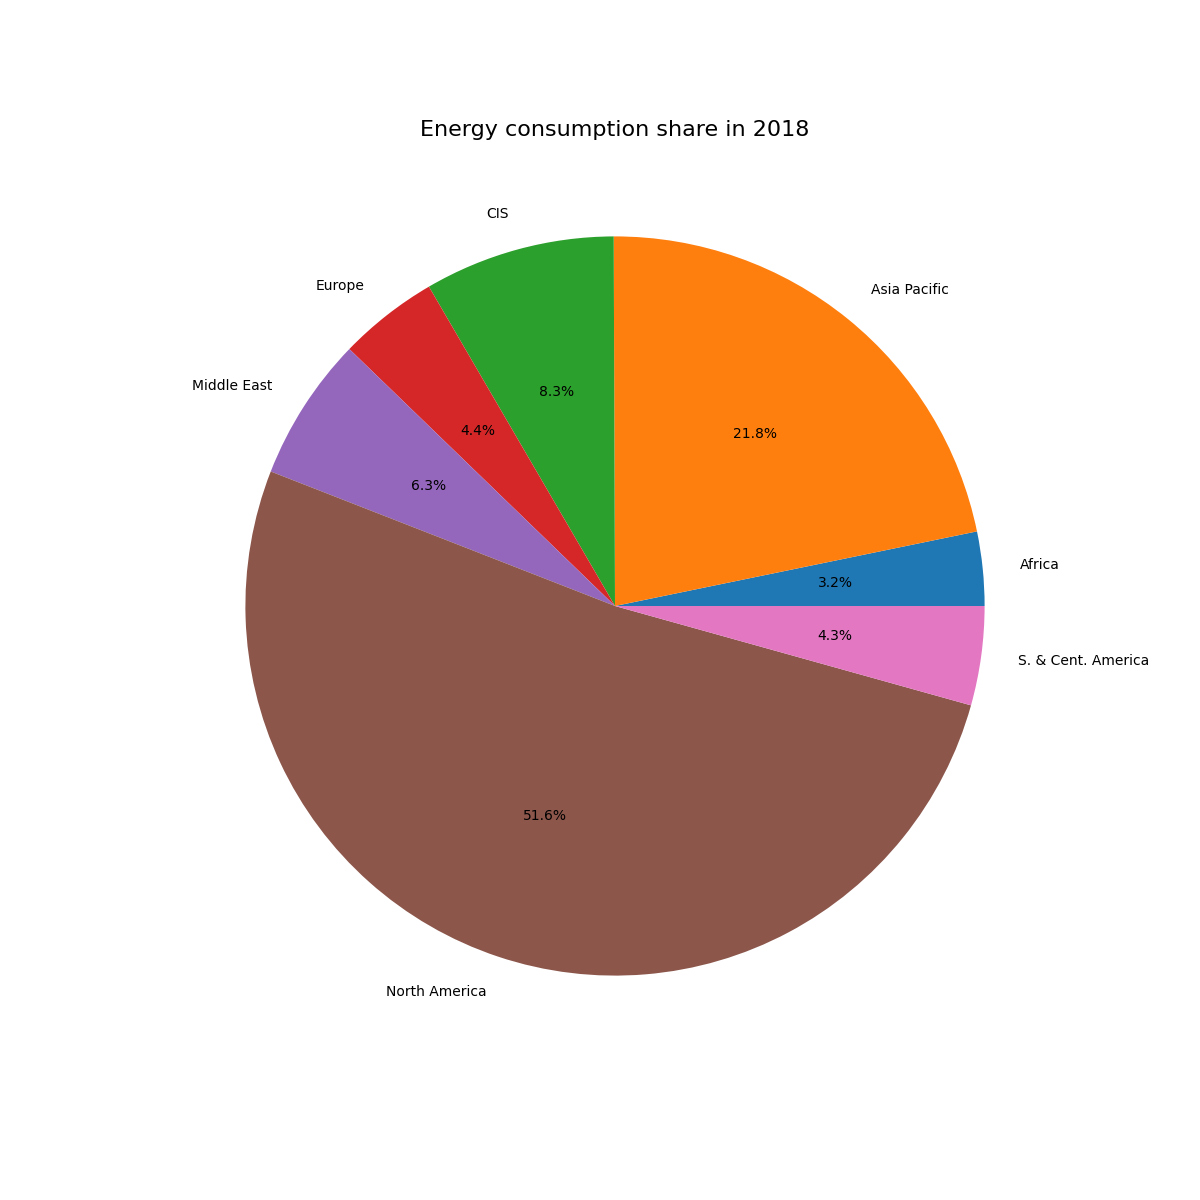 Energy consumption share in 2018
CIS
Europe
Asia Pacific
Middle East
8.3%
4.4%
21.8%
6.3%
Africa
3.2%
4.3%
S. & Cent. America
51.6%
North America